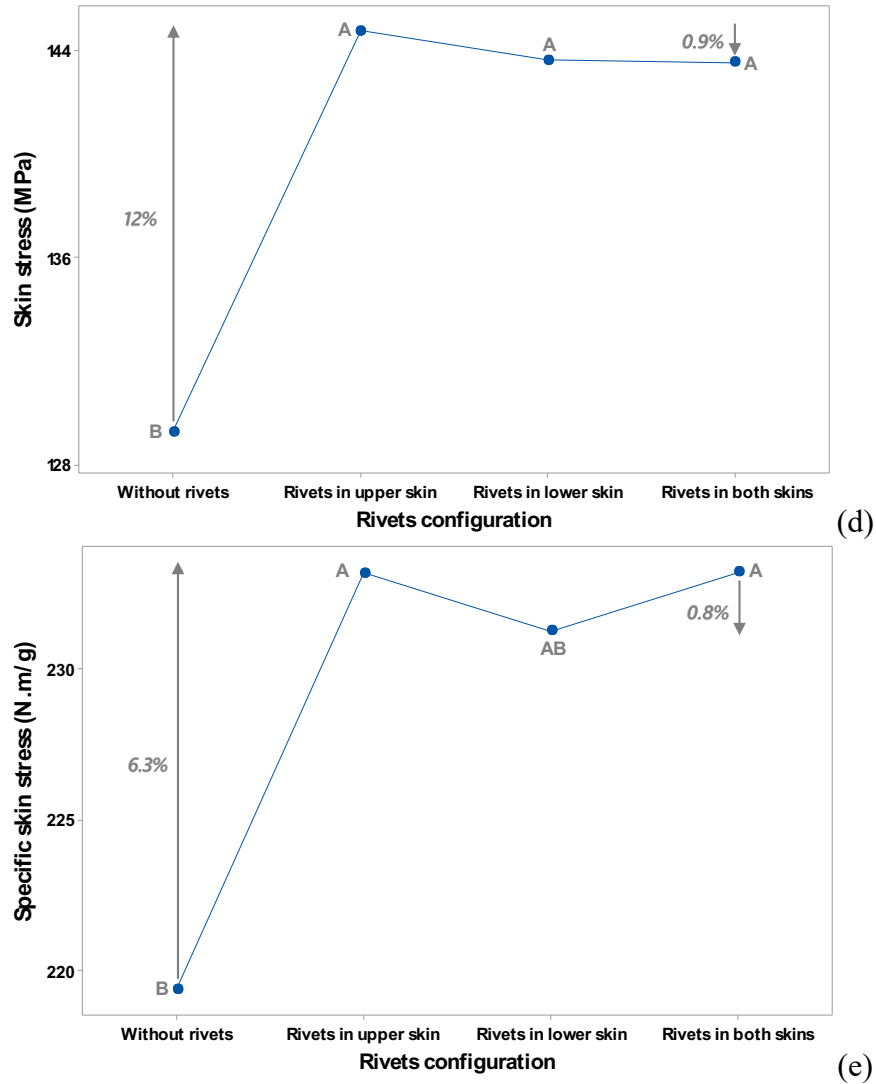 144
A
A
0.9%
A
12%
Skin stress (MPa)
136
B
128
Without rivets
Rivets in upper skin
Rivets in lower skin
Rivets in both skins
Rivets configuration
(d)
A
A
0.8%
AB
230
6.3%
Specific skin stress (N.m/g)
225
220
B
Without rivets
Rivets in upper skin
Rivets in lower skin
Rivets in both skins
Rivets configuration
(e)